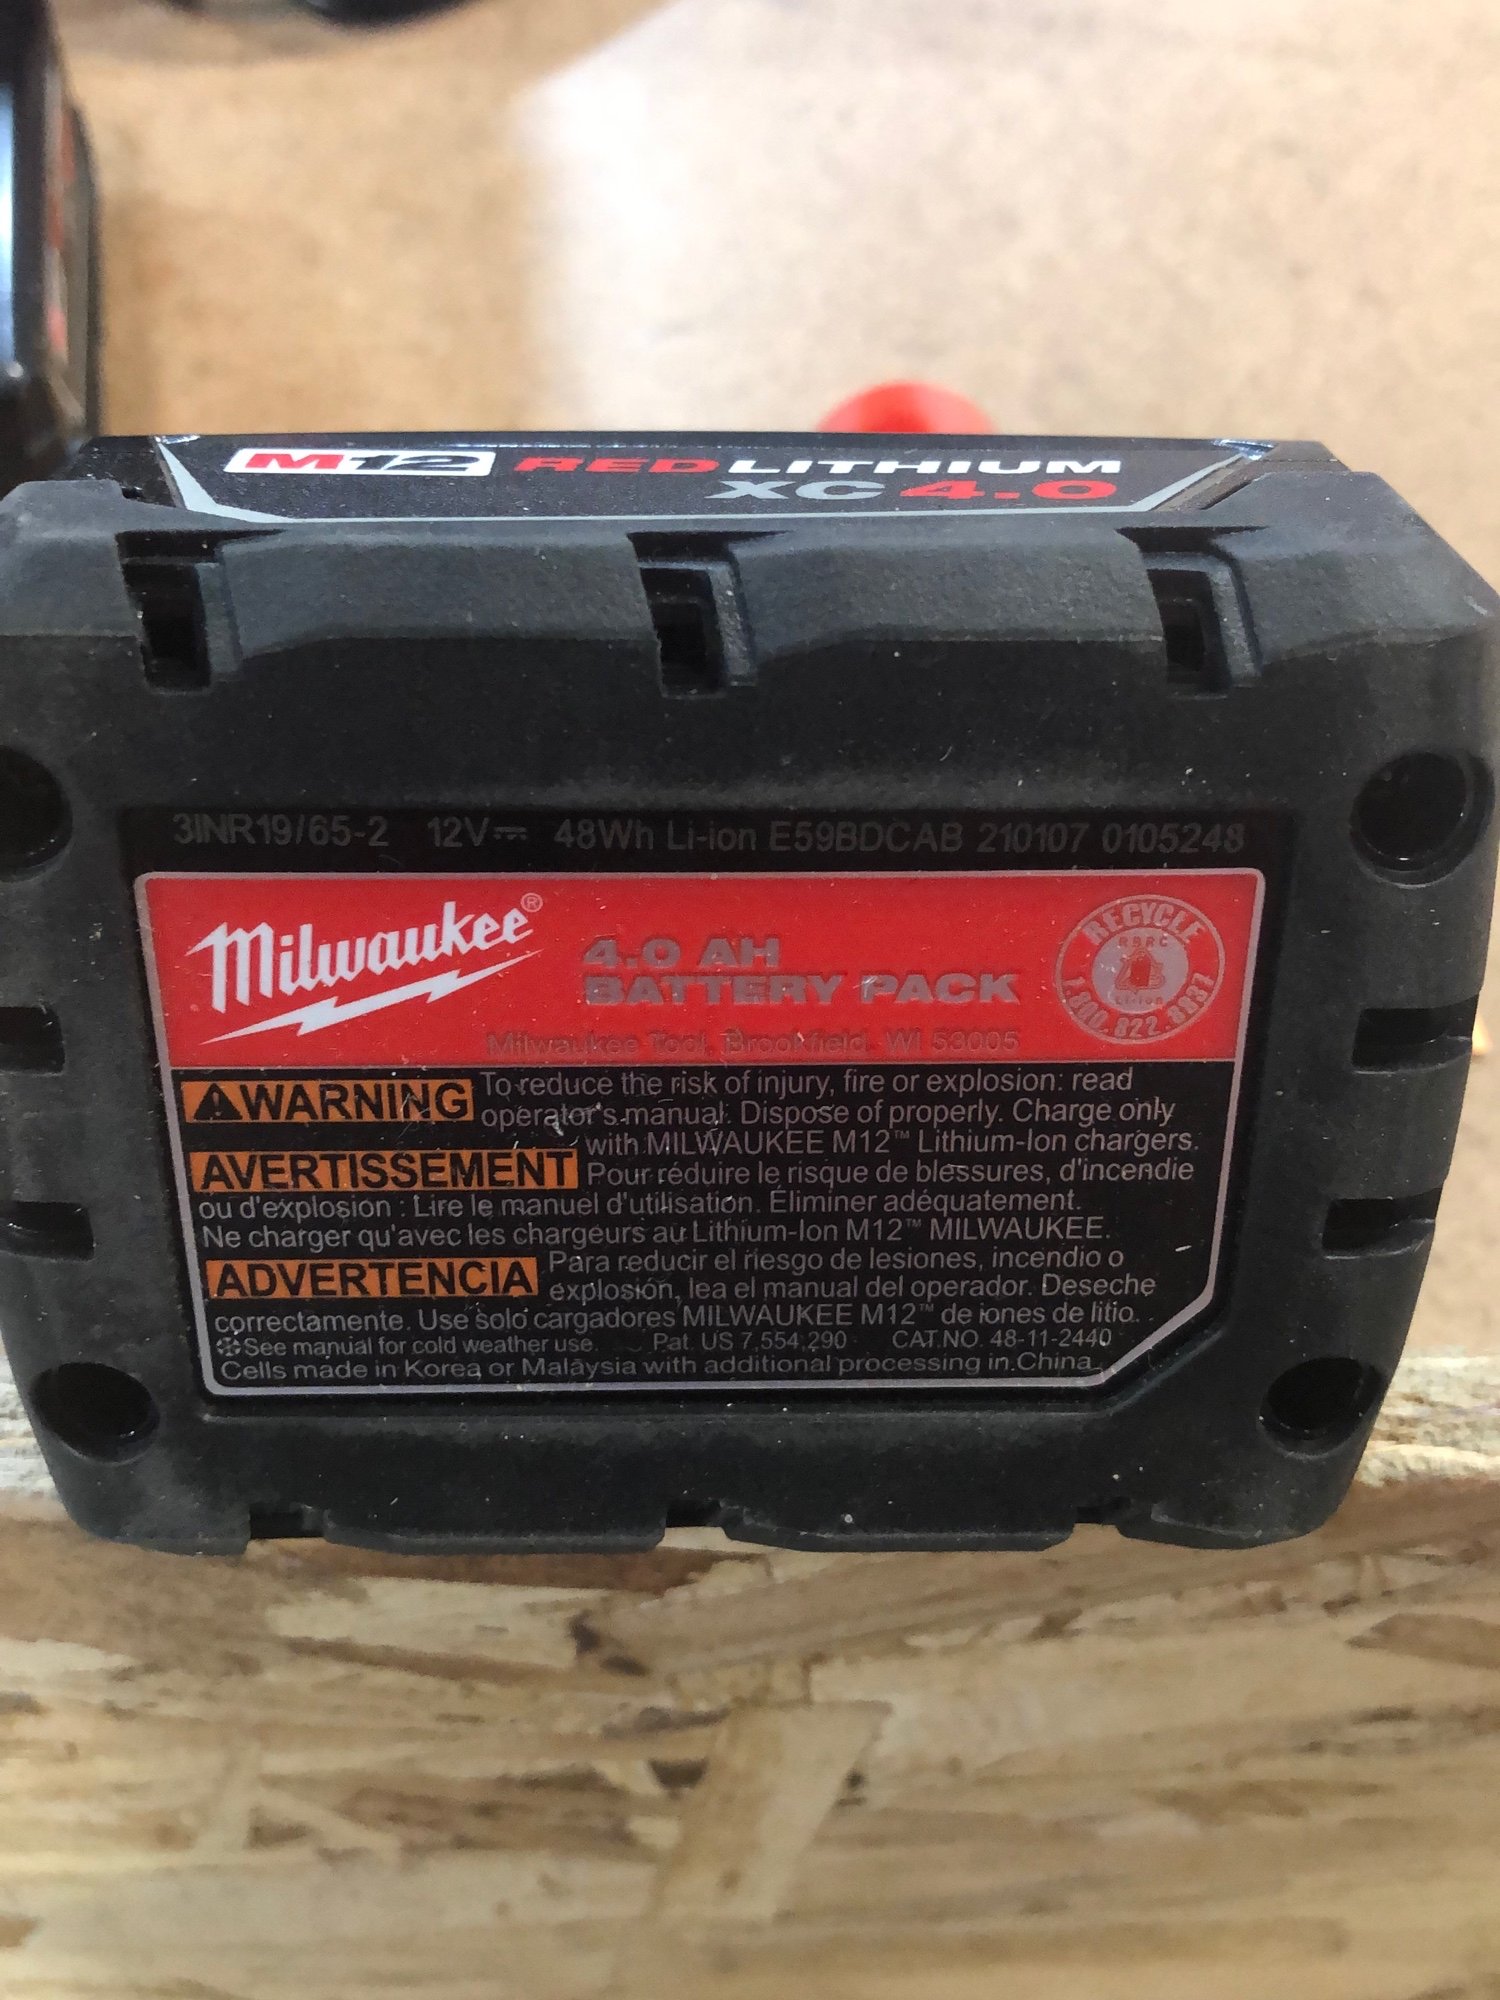 M12 REDLITHIUM
XC 4.0
3INR19/65-2 12V⎓ 48Wh Li-ion E59BDCAB 210107 0105248
Milwaukee®
4.0 AH
BATTERY PACK
Milwaukee Tool, Brookfield, WI 53005
RECYCLE
RBRC
Li-ion
1.800.822.8837
⚠WARNING To reduce the risk of injury, fire or explosion: read
operator's manual. Dispose of properly. Charge only
with MILWAUKEE M12™ Lithium-Ion chargers.
AVERTISSEMENT Pour réduire le risque de blessures, d'incendie
ou d'explosion : Lire le manuel d'utilisation. Éliminer adéquatement.
Ne charger qu'avec les chargeurs au Lithium-Ion M12™ MILWAUKEE.
ADVERTENCIA Para reducir el riesgo de lesiones, incendio o
explosión, lea el manual del operador. Deseche
correctamente. Use solo cargadores MILWAUKEE M12™ de iones de litio.
See manual for cold weather use. Pat. US 7,554,290 CAT.NO. 48-11-2440
Cells made in Korea or Malaysia with additional processing in China.